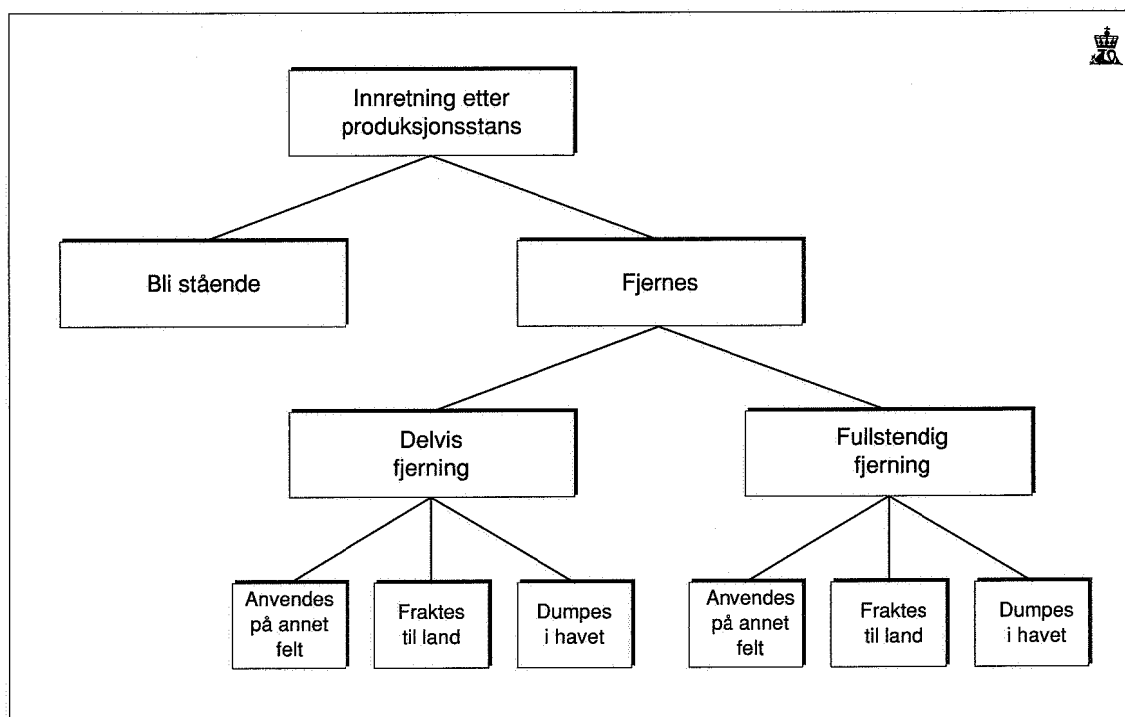 Innretning etter
produksjonsstans
Bli stående
Fjernes
Delvis
fjerning
Fullstendig
fjerning
Anvendes
på annet
felt
Fraktes
til land
Dumpes
i havet
Anvendes
på annet
felt
Fraktes
til land
Dumpes
i havet